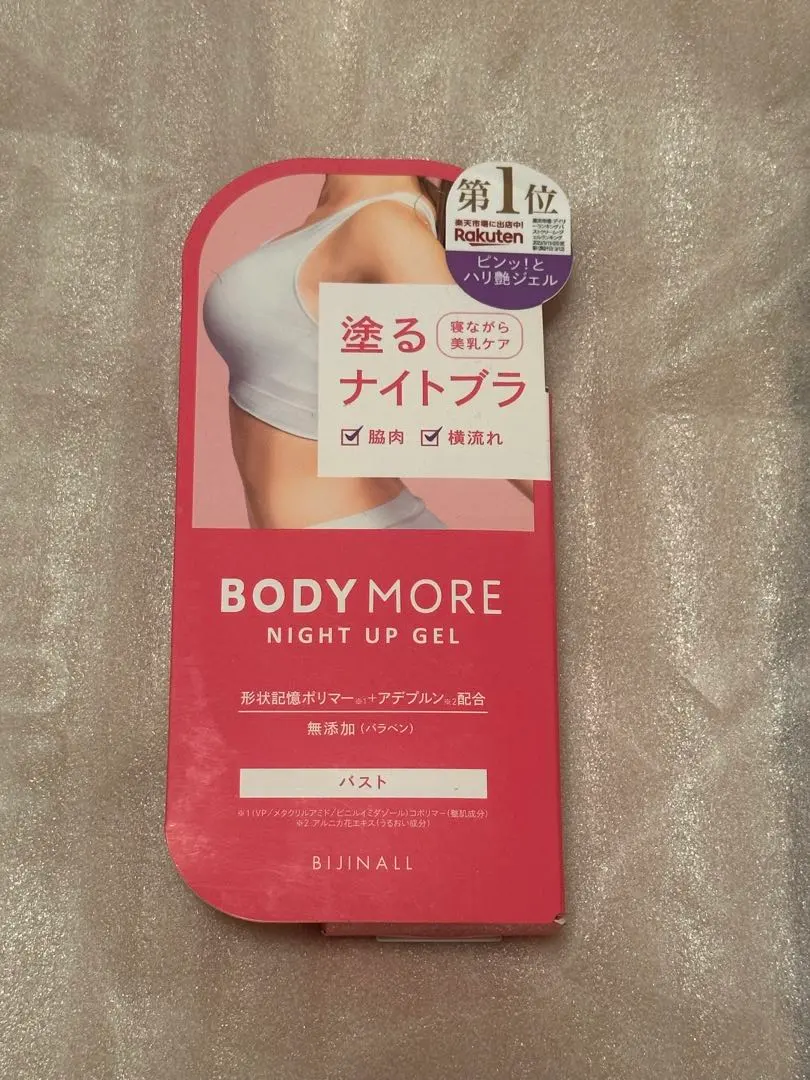 第1位
楽天市場に出店中!
Rakuten
ピンッ!と
ハリ艶ジェル
塗る
寝ながら
美乳ケア
ナイトブラ
脇肉 横流れ
BODY MORE
NIGHT UP GEL
形状記憶ポリマー※1+アデプルン※2配合
無添加(パラベン)
バスト
※1(VP/メタクリルアミド/ビニルイミダゾール)コポリマー(整肌成分)
※2 アルニカ花エキス(うるおい成分)
BIJINALL